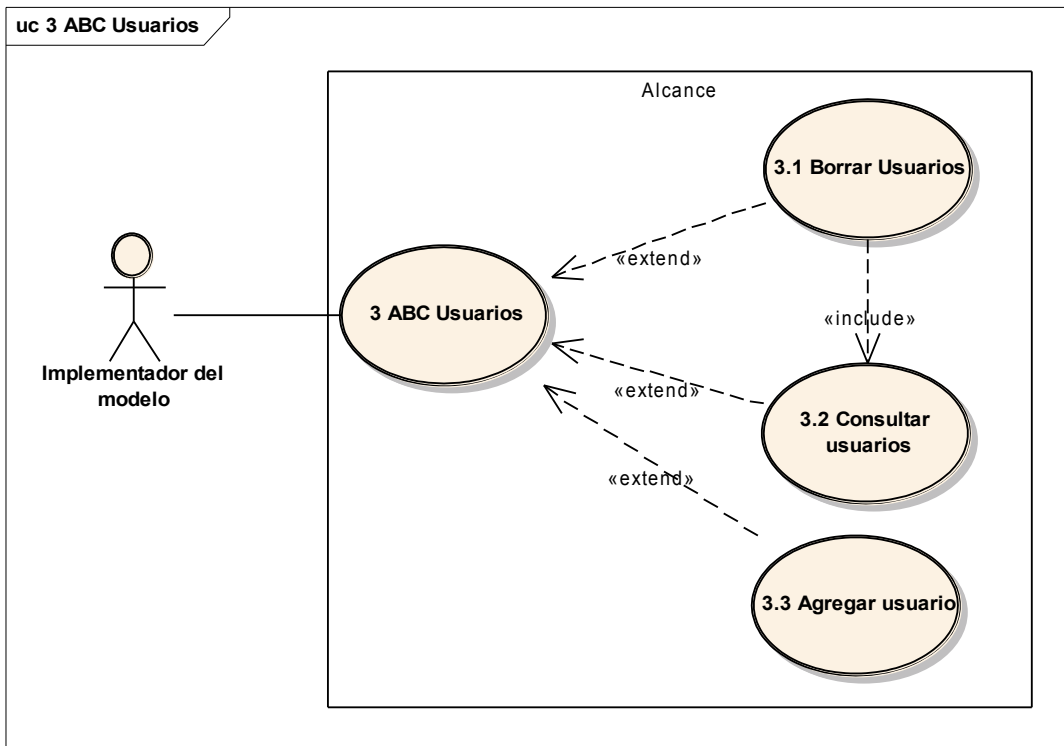 uc 3 ABC Usuarios
Alcance
3.1 Borrar Usuarios
«extend»
3 ABC Usuarios
«include»
Implementador del
modelo
«extend»
3.2 Consultar
usuarios
«extend»
3.3 Agregar usuario